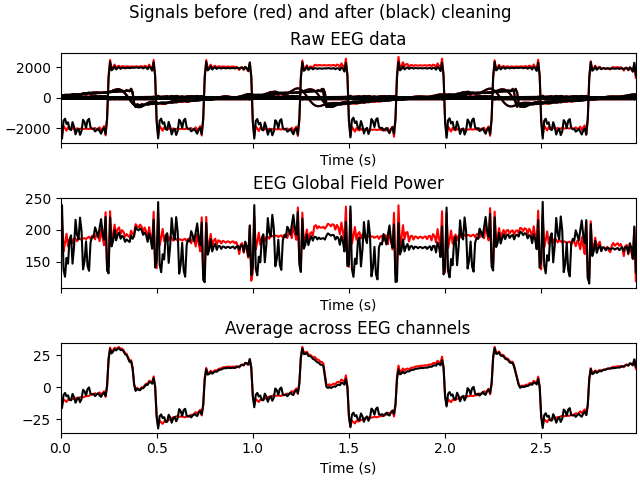 Signals before (red) and after (black) cleaning
Raw EEG data
2000
0
−2000
Time (s)
EEG Global Field Power
250
200
150
Time (s)
Average across EEG channels
25
0
−25
0.0 0.5 1.0 1.5 2.0 2.5
Time (s)